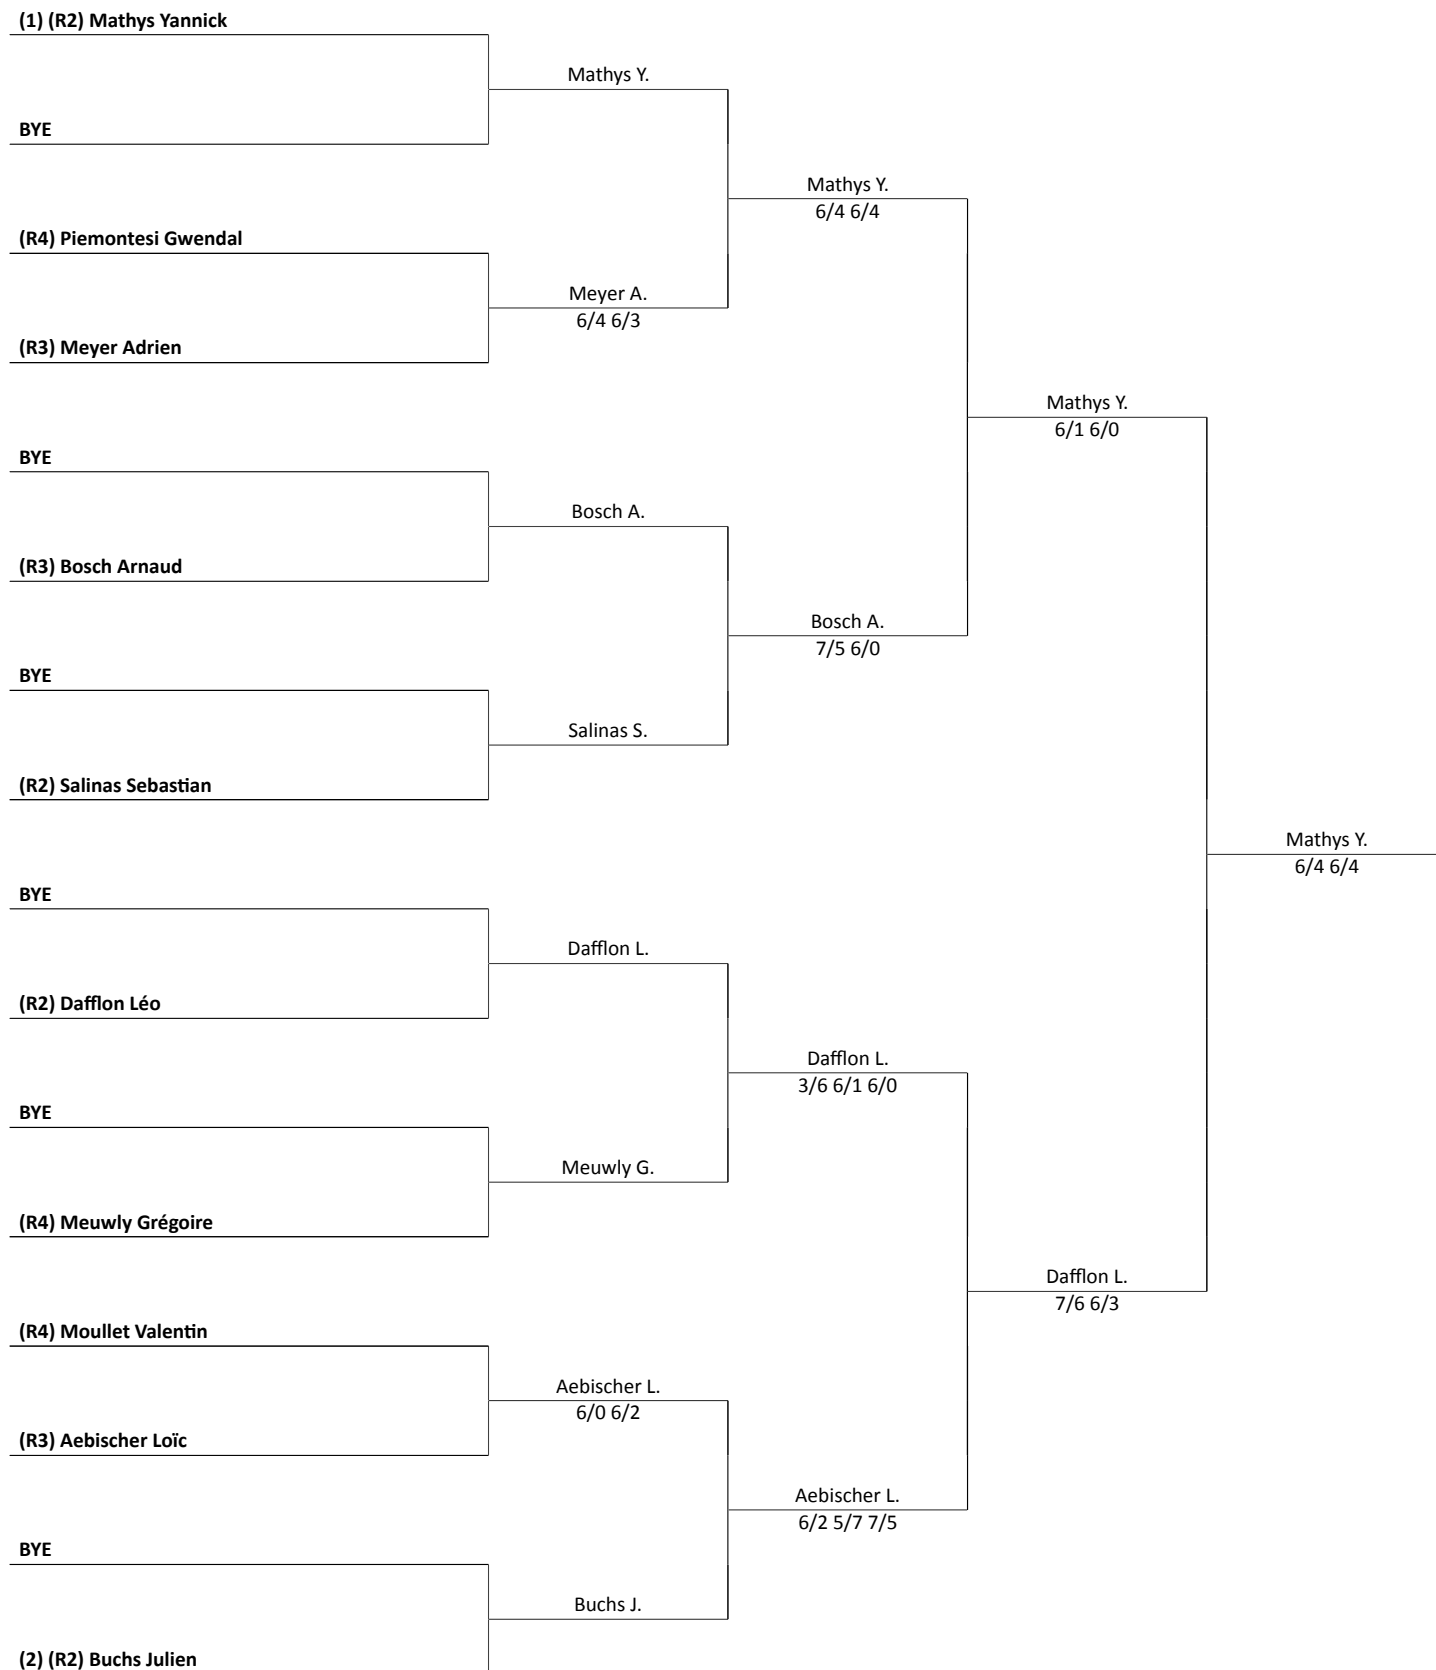 (1) (R2) Mathys Yannick
Mathys Y.
BYE
Mathys Y.
6/4 6/4
(R4) Piemontesi Gwendal
Meyer A.
6/4 6/3
(R3) Meyer Adrien
Mathys Y.
6/1 6/0
BYE
Bosch A.
(R3) Bosch Arnaud
Bosch A.
7/5 6/0
BYE
Salinas S.
(R2) Salinas Sebastian
Mathys Y.
6/4 6/4
BYE
Dafflon L.
(R2) Dafflon Léo
Dafflon L.
3/6 6/1 6/0
BYE
Meuwly G.
(R4) Meuwly Grégoire
Dafflon L.
7/6 6/3
(R4) Moullet Valentin
Aebischer L.
6/0 6/2
(R3) Aebischer Loïc
Aebischer L.
6/2 5/7 7/5
BYE
Buchs J.
(2) (R2) Buchs Julien